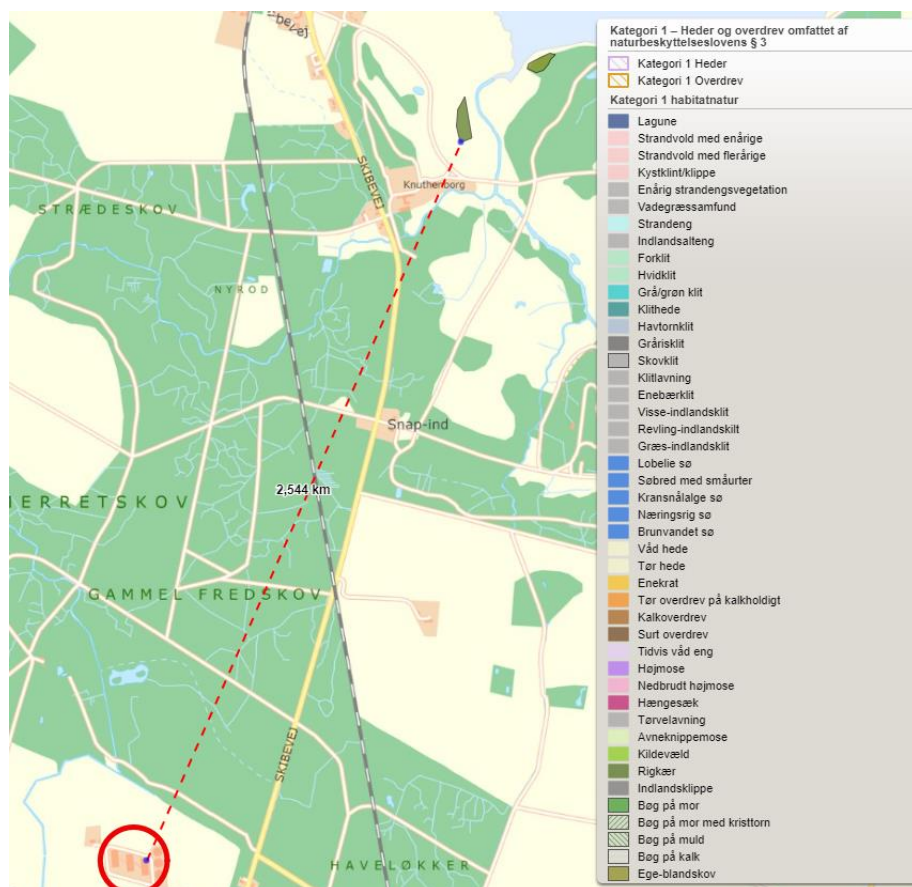 SKIBEVEJ
Knuthenborg
STRÆDESKOV
NYROD
Snap-ind
2,544 km
GAMMEL FREDSKOV
SKIBEVEJ
HAVELØKKER
Kategori 1 – Heder og overdrev omfattet af
naturbeskyttelseslovens § 3
Kategori 1 Heder
Kategori 1 Overdrev
Kategori 1 habitatnatur
Lagune
Strandvold med enårige
Strandvold med flerårige
Kystklint/klippe
Enårig strandengsvegetation
Vadegræssamfund
Strandeng
Indlandsalteng
Forklit
Hvidklit
Grå/grøn klit
Klithede
Havtornklit
Grårisklit
Skovklit
Klitlavning
Enebærklit
Visse-indlandsklit
Revling-indlandskilt
Græs-indlandsklit
Lobelie sø
Søbred med småurter
Kransnålalge sø
Næringsrig sø
Brunvandet sø
Våd hede
Tør hede
Enekrat
Tør overdrev på kalkholdigt
Kalkoverdrev
Surt overdrev
Tidvis våd eng
Højmose
Nedbrudt højmose
Hængesæk
Tørvelavning
Avneknippemose
Kildevæld
Rigkær
Indlandsklippe
Bøg på mor
Bøg på mor med kristtorn
Bøg på muld
Bøg på kalk
Ege-blandskov